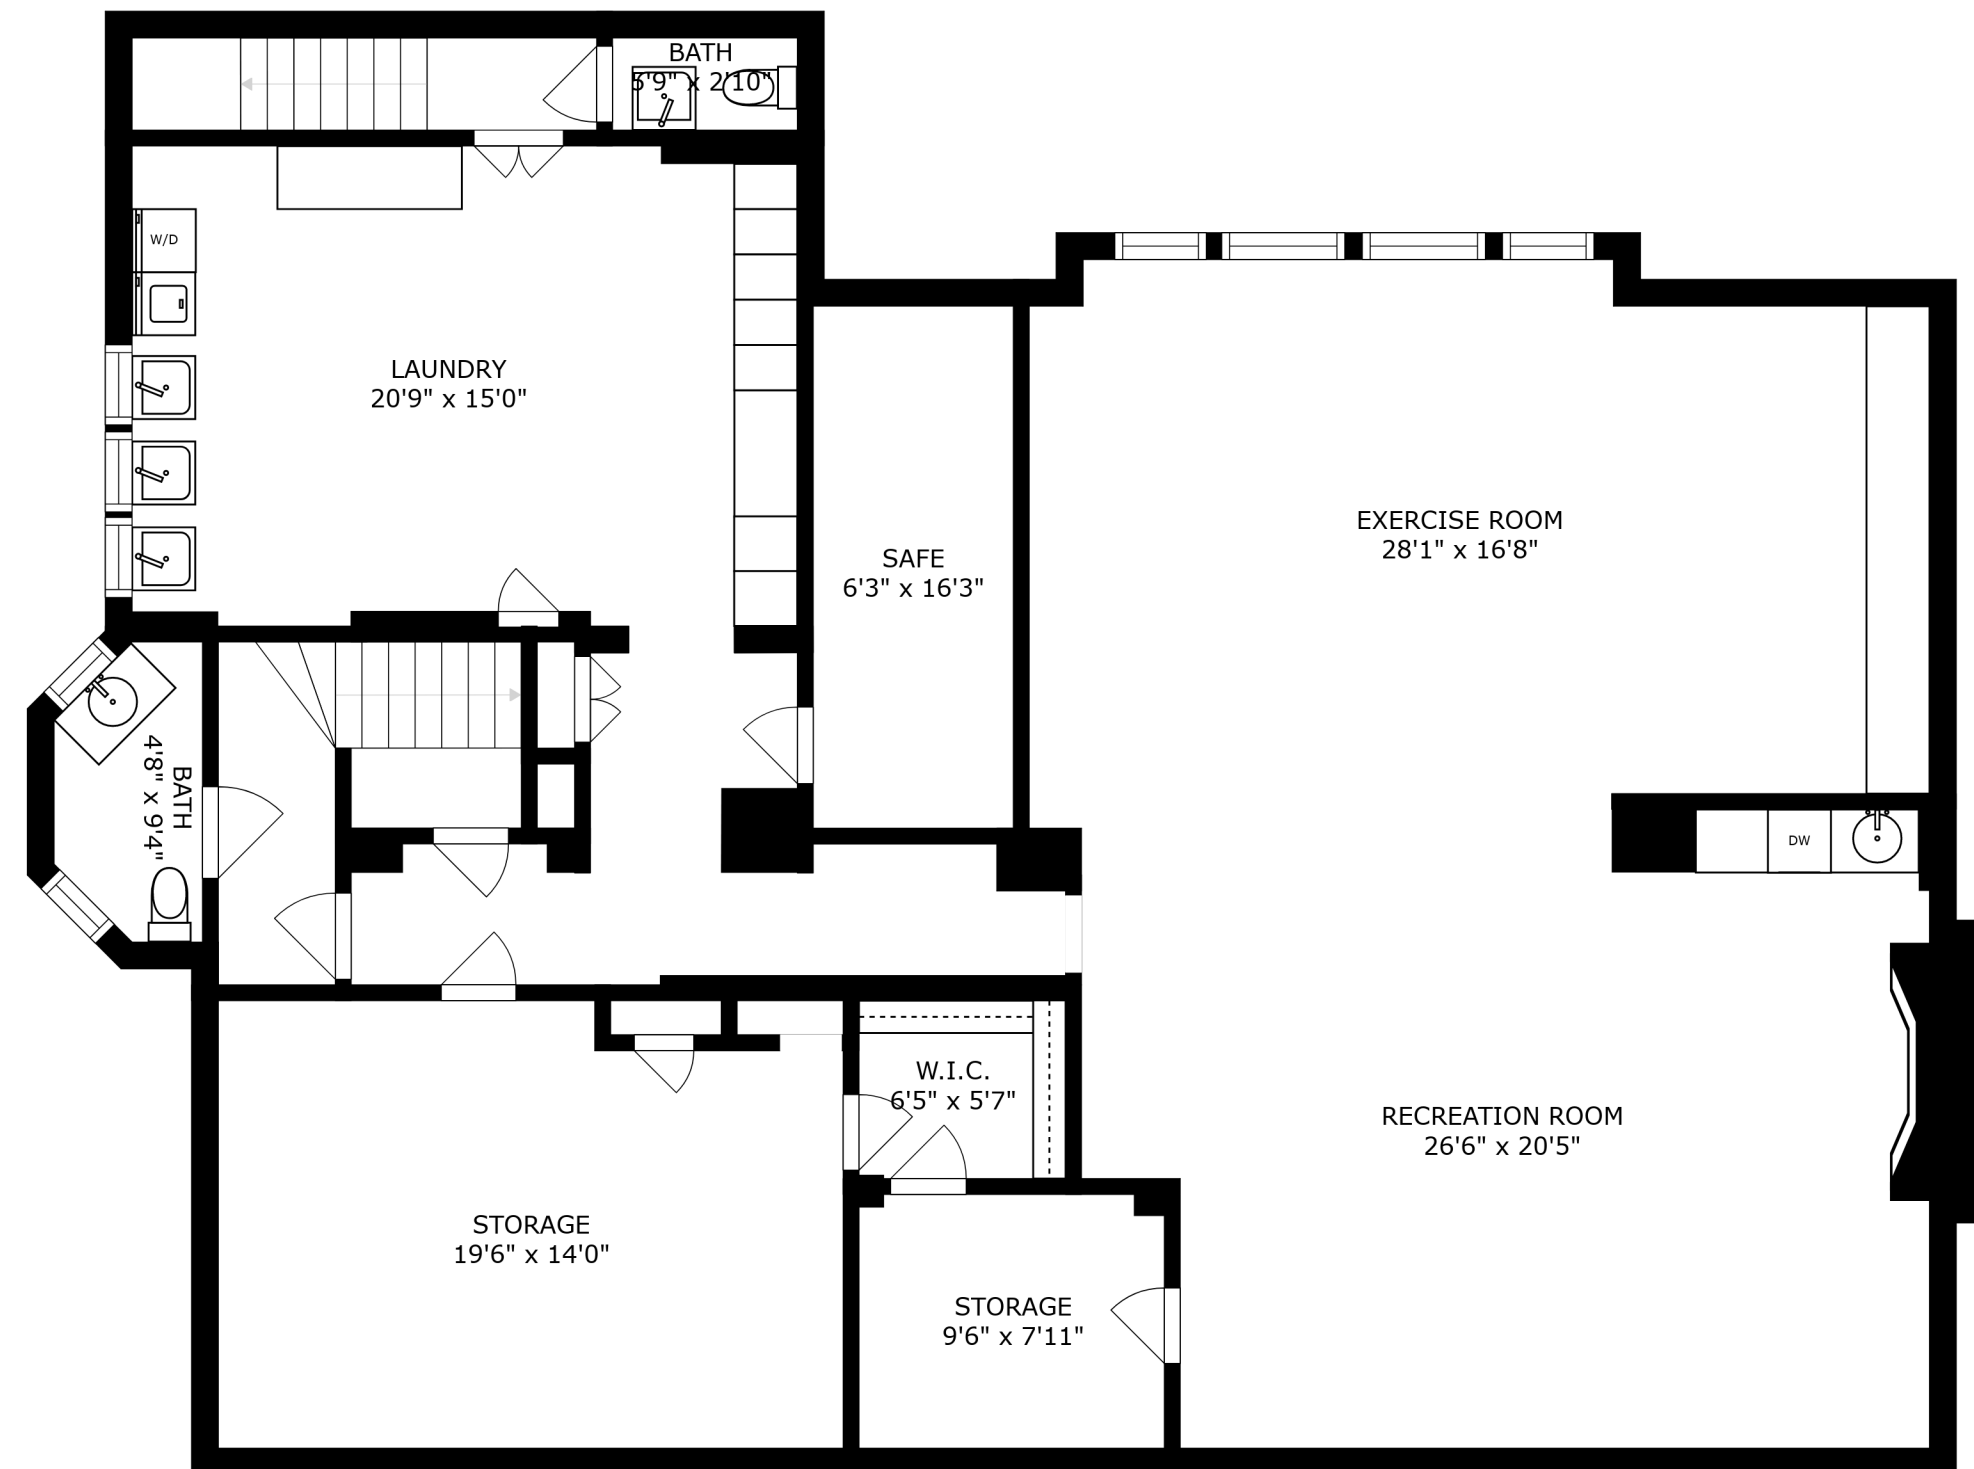 BATH
5'9" x 2'10"
W/D
LAUNDRY
20'9" x 15'0"
EXERCISE ROOM
28'1" x 16'8"
SAFE
6'3" x 16'3"
BATH
4'8" x 9'4"
DW
W.I.C.
6'5" x 5'7"
RECREATION ROOM
26'6" x 20'5"
STORAGE
19'6" x 14'0"
STORAGE
9'6" x 7'11"